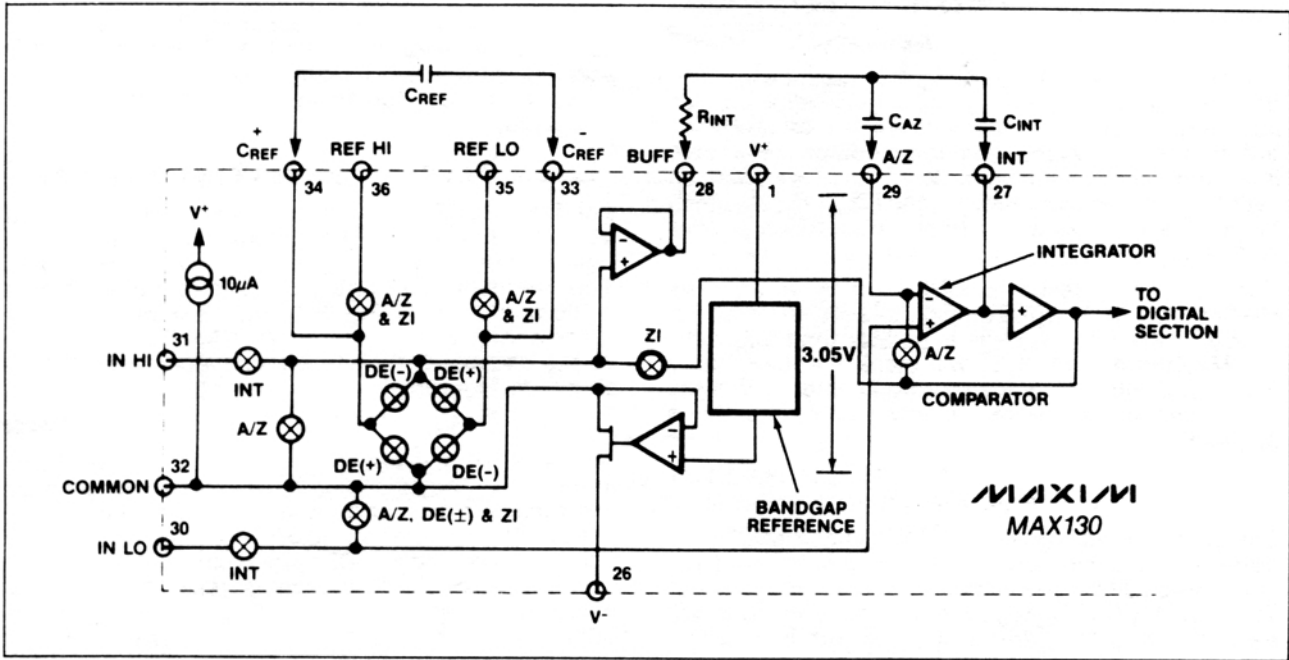 CREF
RINT
CAZ
CINT
+
CREF
REF HI
REF LO
-
CREF
BUFF
V+
A/Z
INT
34
36
35
33
28
1
29
27
V+
10µA
A/Z
& ZI
A/Z
& ZI
-
+
INTEGRATOR
-
+
+
TO
DIGITAL
SECTION
31
IN HI
INT
ZI
3.05V
A/Z
DE(-)
DE(+)
COMPARATOR
A/Z
-
+
DE(+)
DE(-)
32
COMMON
A/Z, DE(±) & ZI
BANDGAP
REFERENCE
MAXIM
MAX130
30
IN LO
INT
26
V-